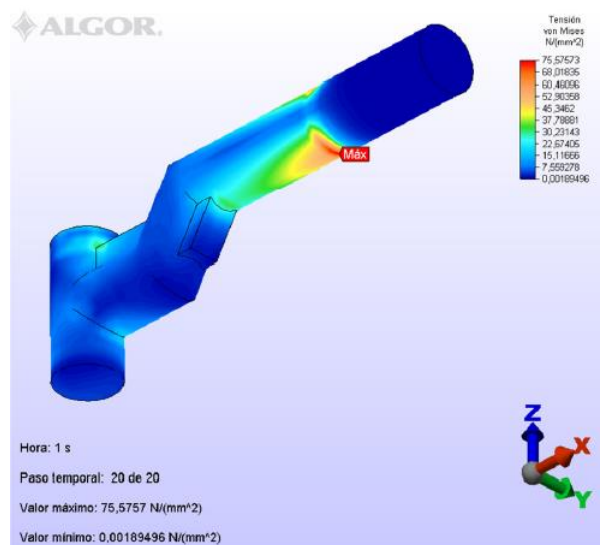 ALGOR.
Tensión
von Mises
N/(mm^2)
75,57573
68,01835
60,46096
52,90358
45,3462
37,78881
30,23143
22,67405
15,11666
7,559278
0,00189496
Máx
Z
X
Y
Hora: 1 s
Paso temporal: 20 de 20
Valor máximo: 75,5757 N/(mm^2)
Valor mínimo: 0,00189496 N/(mm^2)